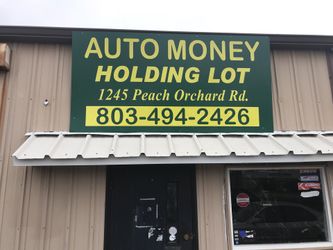 AUTO MONEY
HOLDING LOT
1245 Peach Orchard Rd.
803-494-2426